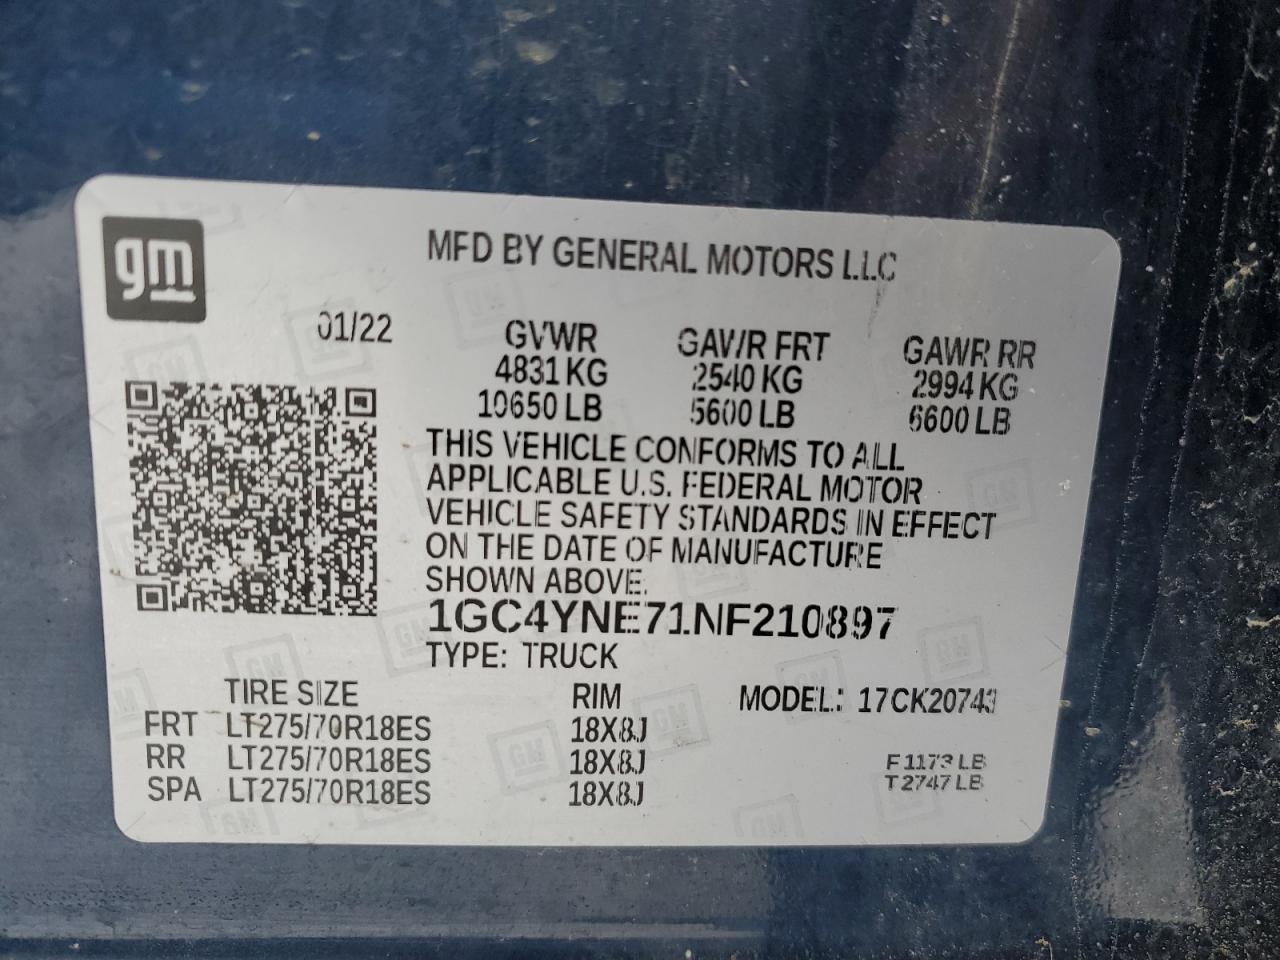 gm
MFD BY GENERAL MOTORS LLC
01/22
GVWR GAWR FRT GAWR RR
4831 KG 2540 KG 2994 KG
10650 LB 5600 LB 6600 LB
THIS VEHICLE CONFORMS TO ALL
APPLICABLE U.S. FEDERAL MOTOR
VEHICLE SAFETY STANDARDS IN EFFECT
ON THE DATE OF MANUFACTURE
SHOWN ABOVE.
1GC4YNE71NF210897
TYPE: TRUCK
TIRE SIZE RIM MODEL: 17CK20743
FRT LT275/70R18ES 18X8J
RR LT275/70R18ES 18X8J F1173 LB
SPA LT275/70R18ES 18X8J T2747 LB